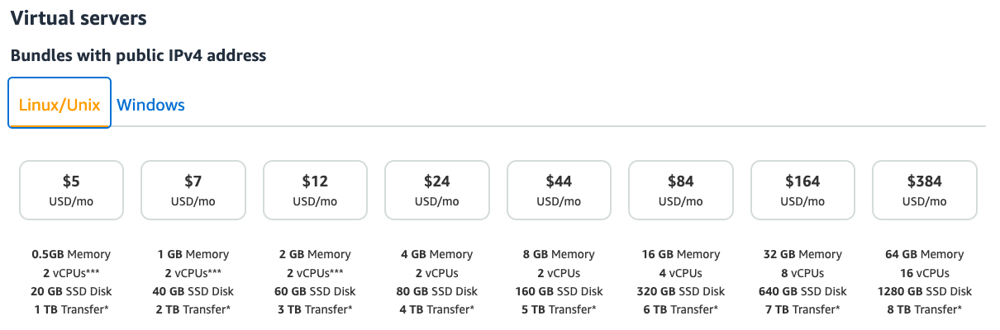 Virtual servers
Bundles with public IPv4 address
Linux/Unix Windows
$5 $7 $12 $24 $44 $84 $164 $384
USD/mo USD/mo USD/mo USD/mo USD/mo USD/mo USD/mo USD/mo
0.5GB Memory 1 GB Memory 2 GB Memory 4 GB Memory 8 GB Memory 16 GB Memory 32 GB Memory 64 GB Memory
2 vCPUs*** 2 vCPUs*** 2 vCPUs*** 2 vCPUs 2 vCPUs 4 vCPUs 8 vCPUs 16 vCPUs
20 GB SSD Disk 40 GB SSD Disk 60 GB SSD Disk 80 GB SSD Disk 160 GB SSD Disk 320 GB SSD Disk 640 GB SSD Disk 1280 GB SSD Disk
1 TB Transfer* 2 TB Transfer* 3 TB Transfer* 4 TB Transfer* 5 TB Transfer* 6 TB Transfer* 7 TB Transfer* 8 TB Transfer*